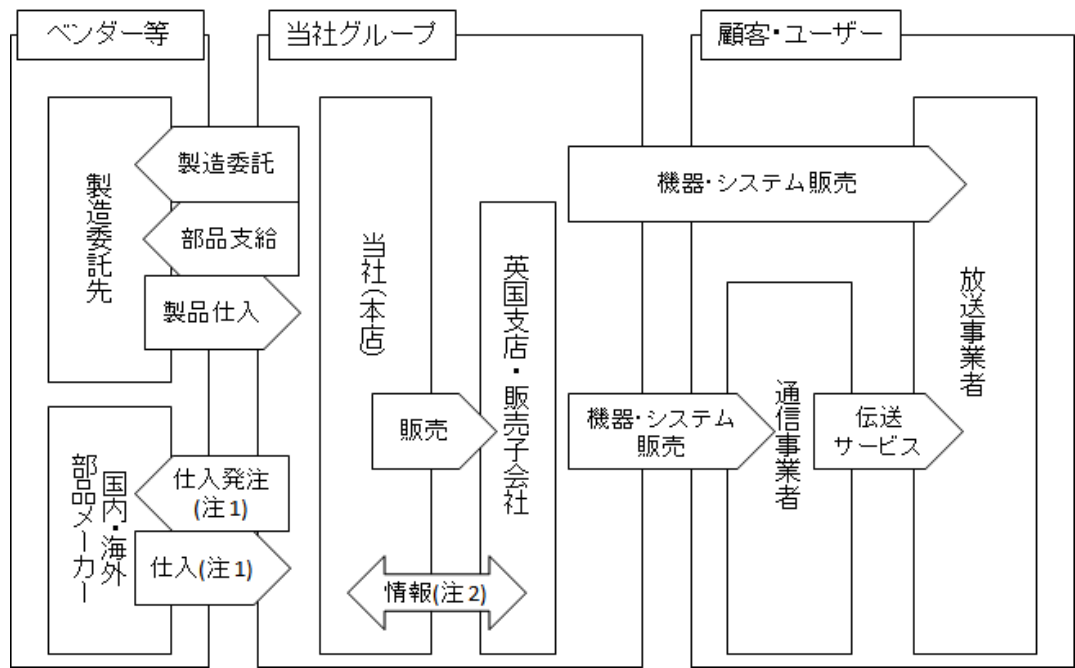 ベンダー等
当社グループ
顧客・ユーザー
製造委託先
製造委託
部品支給
製品仕入
国内・海外
部品メーカー
仕入発注
(注1)
仕入(注1)
当社(本店)
販売
英国支店・販売子会社
情報(注2)
機器・システム販売
機器・システム
販売
通信事業者
伝送
サービス
放送事業者